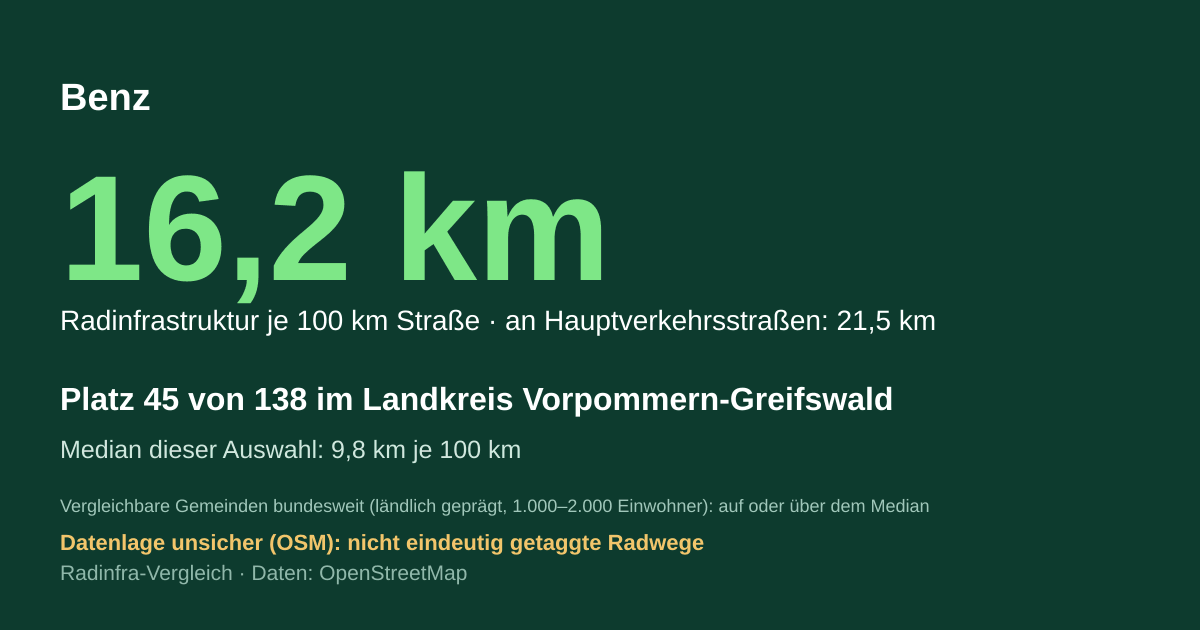 Benz
16,2 km
Radinfrastruktur je 100 km Straße · an Hauptverkehrsstraßen: 21,5 km
Platz 45 von 138 im Landkreis Vorpommern-Greifswald
Median dieser Auswahl: 9,8 km je 100 km
Vergleichbare Gemeinden bundesweit (ländlich geprägt, 1.000–2.000 Einwohner): auf oder über dem Median
Datenlage unsicher (OSM): nicht eindeutig getaggte Radwege
Radinfra-Vergleich · Daten: OpenStreetMap